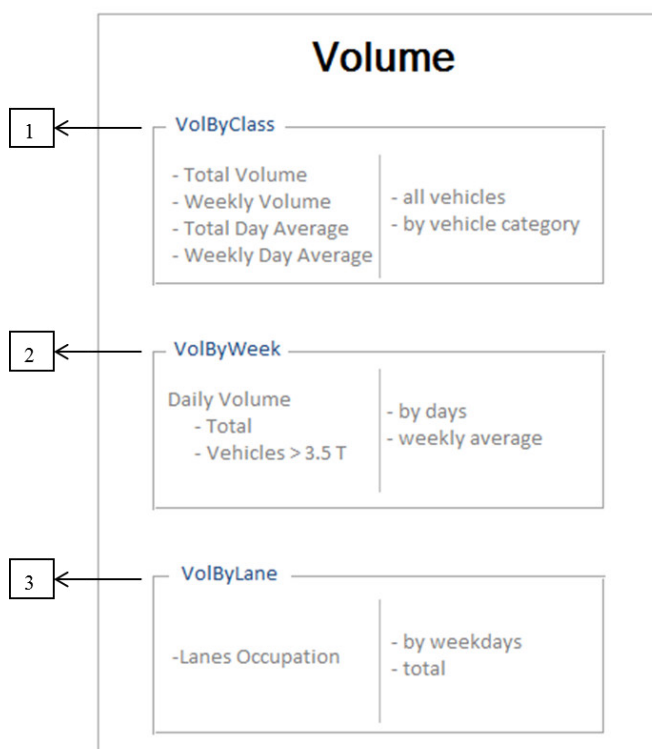 Volume
1
VolByClass
- Total Volume
- Weekly Volume
- Total Day Average
- Weekly Day Average
- all vehicles
- by vehicle category
2
VolByWeek
Daily Volume
- Total
- Vehicles > 3.5 T
- by days
- weekly average
3
VolByLane
-Lanes Occupation
- by weekdays
- total